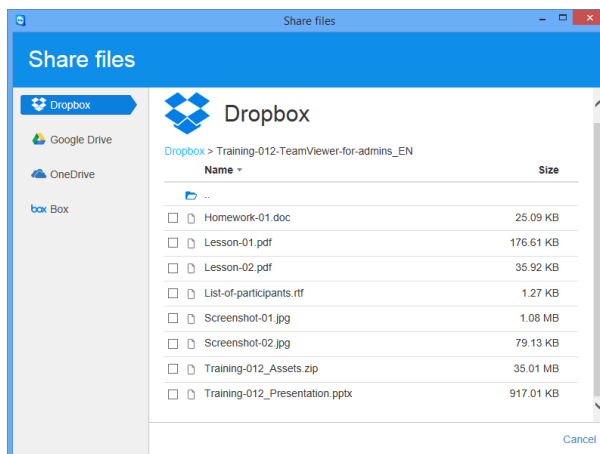 Share files
Share files
Dropbox
Google Drive
OneDrive
box Box
Dropbox
Dropbox > Training-012-TeamViewer-for-admins_EN
Name Size
..
Homework-01.doc 25.09 KB
Lesson-01.pdf 176.61 KB
Lesson-02.pdf 35.92 KB
List-of-participants.rtf 1.27 KB
Screenshot-01.jpg 1.08 MB
Screenshot-02.jpg 79.13 KB
Training-012_Assets.zip 35.01 MB
Training-012_Presentation.pptx 917.01 KB
Cancel